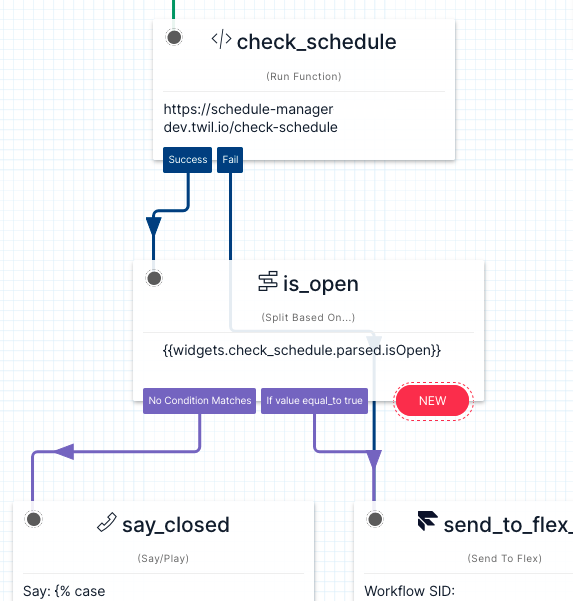 </> check_schedule
(Run Function)
https://schedule-manager
dev.twil.io/check-schedule
Success Fail
is_open
(Split Based On...)
{{widgets.check_schedule.parsed.isOpen}}
No Condition Matches If value equal_to true NEW
say_closed send_to_flex_
(Say/Play) (Send To Flex)
Say: {% case Workflow SID: